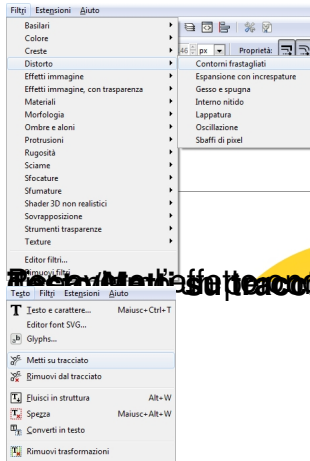 Filtri Estensioni Aiuto
Basilari
Colore
Creste
Distorto
Effetti immagine
Effetti immagine, con trasparenza
Materiali
Morfologia
Ombre e aloni
Protrusioni
Rugosità
Sciame
Sfocature
Sfumature
Shader 3D non realistici
Sovrapposizione
Strumenti trasparenze
Texture
Editor filtri...
Rimuovi filtri
px
Proprietà:
Contorni frastagliati
Espansione con increspature
Gesso e spugna
Interno nitido
Lappatura
Oscillazione
Sbaffi di pixel
Testo Filtri Estensioni Aiuto
Testo e carattere... Maiusc+Ctrl+T
Editor font SVG...
Glyphs...
Metti su tracciato
Rimuovi dal tracciato
Fluisci in struttura Alt+W
Spezza Maiusc+Alt+W
Converti in testo
Rimuovi trasformazioni